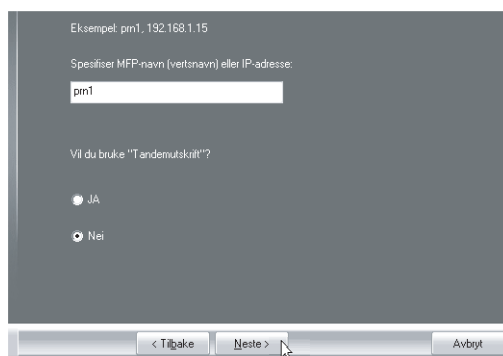 Eksempel: prn1, 192.168.1.15
Spesifiser MFP-navn (vertsnavn) eller IP-adresse:
prn1
Vil du bruke "Tandemutskrift"?
JA
Nei
< Tilbake
Neste >
Avbryt